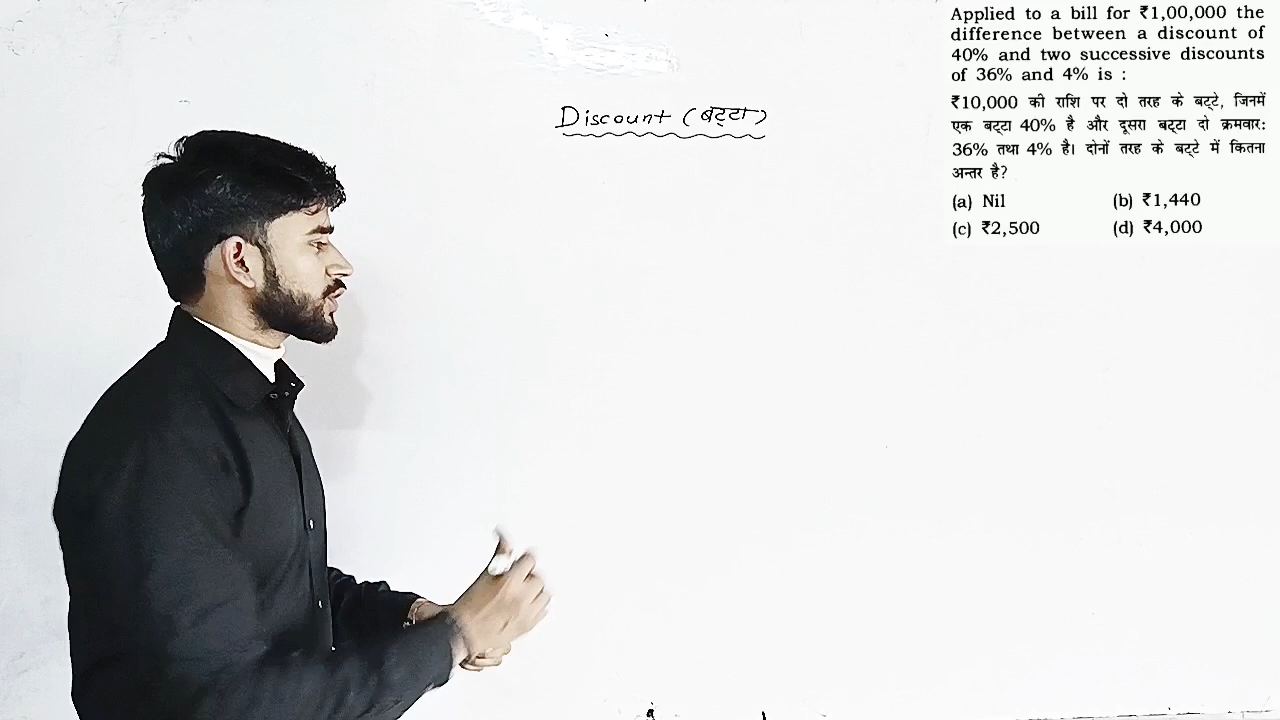 Discount (बट्टा)
Applied to a bill for ₹1,00,000 the
difference between a discount of
40% and two successive discounts
of 36% and 4% is :
₹10,000 की राशि पर दो तरह के बट्टे, जिनमें
एक बट्टा 40% है और दूसरा बट्टा दो क्रमवार:
36% तथा 4% है। दोनों तरह के बट्टे में कितना
अन्तर है?
(a) Nil (b) ₹1,440
(c) ₹2,500 (d) ₹4,000